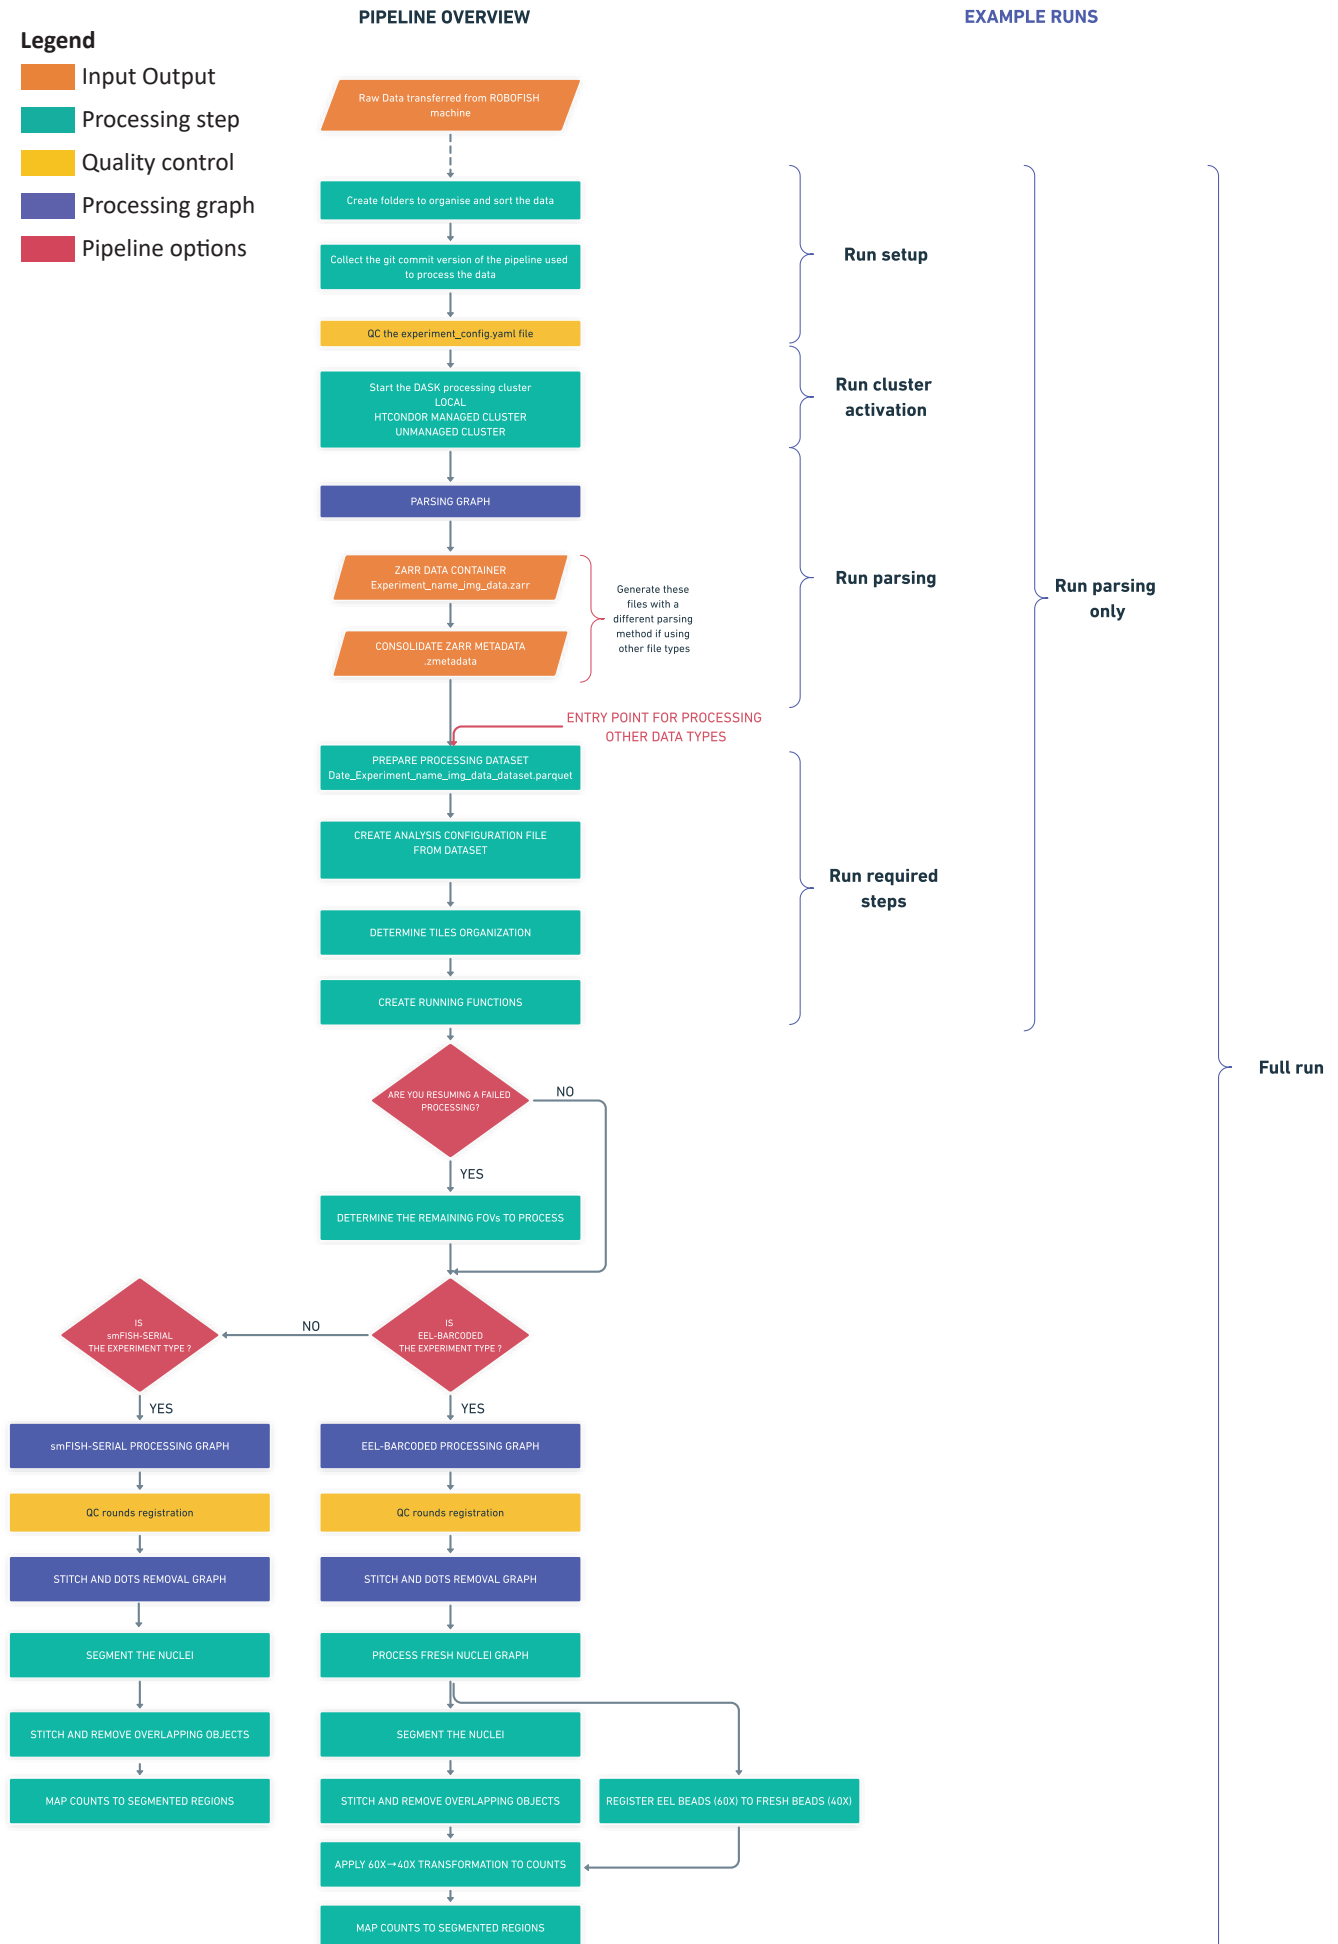 PIPELINE OVERVIEW
EXAMPLE RUNS
Legend
Input Output
Processing step
Quality control
Processing graph
Pipeline options
Raw Data transferred from ROBOFISH
machine
Create folders to organise and sort the data
Collect the git commit version of the pipeline used
to process the data
QC the experiment_config.yaml file
Run setup
Start the DASK processing cluster
LOCAL
HTCONDOR MANAGED CLUSTER
UNMANAGED CLUSTER
Run cluster
activation
PARSING GRAPH
ZARR DATA CONTAINER
Experiment_name_img_data.zarr
CONSOLIDATE ZARR METADATA
.zmetadata
Generate these
files with a
different parsing
method if using
other file types
Run parsing
Run parsing
only
ENTRY POINT FOR PROCESSING
OTHER DATA TYPES
PREPARE PROCESSING DATASET
Date_Experiment_name_img_data_dataset.parquet
CREATE ANALYSIS CONFIGURATION FILE
FROM DATASET
Run required
steps
DETERMINE TILES ORGANIZATION
CREATE RUNNING FUNCTIONS
Full run
ARE YOU RESUMING A FAILED
PROCESSING?
NO
YES
DETERMINE THE REMAINING FOVs TO PROCESS
IS
EEL-BARCODED
THE EXPERIMENT TYPE ?
NO
IS
smFISH-SERIAL
THE EXPERIMENT TYPE ?
YES
YES
smFISH-SERIAL PROCESSING GRAPH
EEL-BARCODED PROCESSING GRAPH
QC rounds registration
QC rounds registration
STITCH AND DOTS REMOVAL GRAPH
STITCH AND DOTS REMOVAL GRAPH
SEGMENT THE NUCLEI
PROCESS FRESH NUCLEI GRAPH
STITCH AND REMOVE OVERLAPPING OBJECTS
SEGMENT THE NUCLEI
MAP COUNTS TO SEGMENTED REGIONS
STITCH AND REMOVE OVERLAPPING OBJECTS
REGISTER EEL BEADS (60X) TO FRESH BEADS (40X)
APPLY 60X→40X TRANSFORMATION TO COUNTS
MAP COUNTS TO SEGMENTED REGIONS